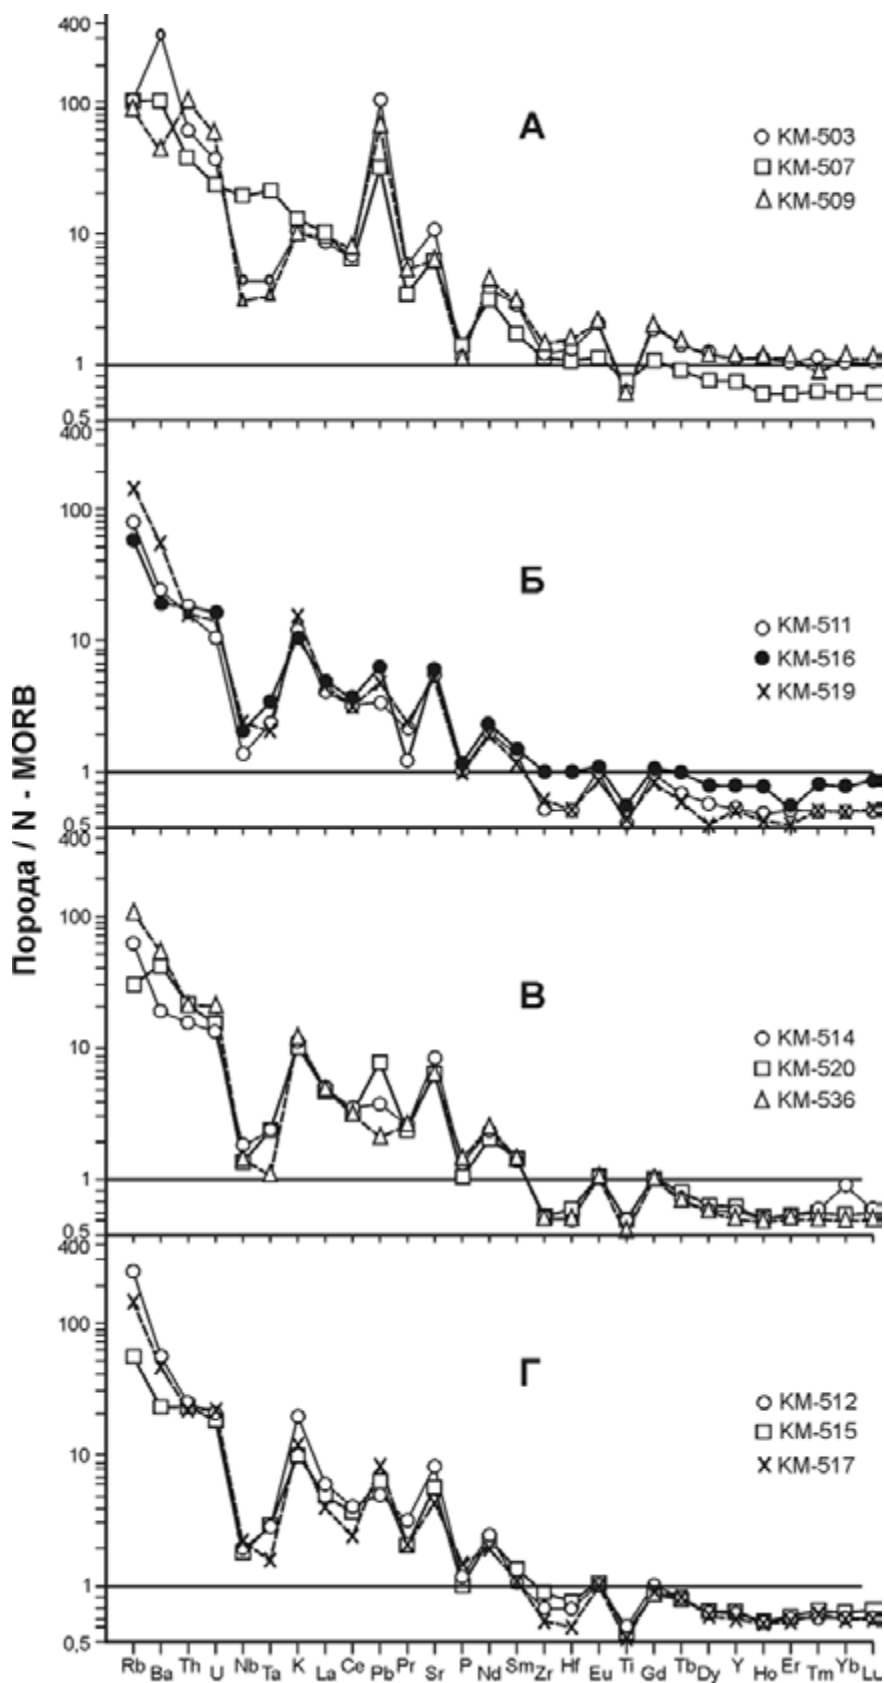 Порода / N - MORB
400
100
10
1
0.5
А
KM-503
KM-507
KM-509
400
100
10
1
0.5
Б
KM-511
KM-516
KM-519
400
100
10
1
0.5
В
KM-514
KM-520
KM-536
400
100
10
1
0,5
Г
KM-512
KM-515
KM-517
Rb Ba Th U Nb Ta K La Ce Pb Pr Sr P Nd Sm Zr Hf Eu Ti Gd Tb Dy Y Ho Er Tm Yb Lu